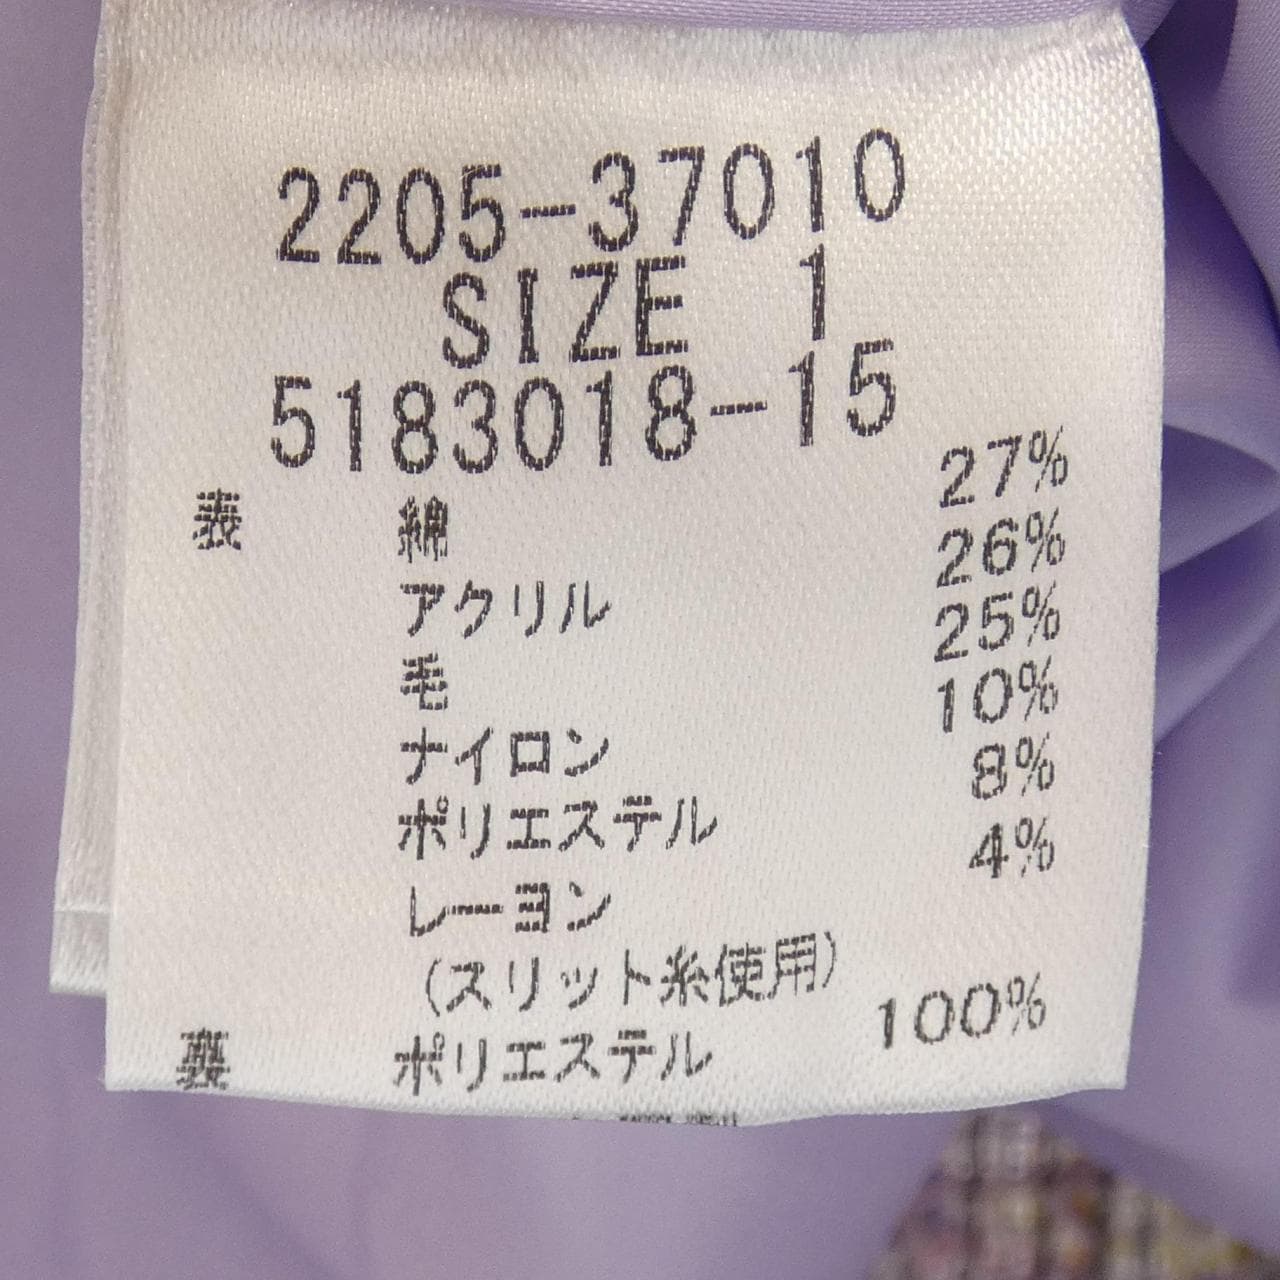 2205-37010
SIZE 1
5183018-15
表 綿 27%
アクリル 26%
毛 25%
ナイロン 10%
ポリエステル 8%
レーヨン 4%
(スリット糸使用)
裏 ポリエステル 100%